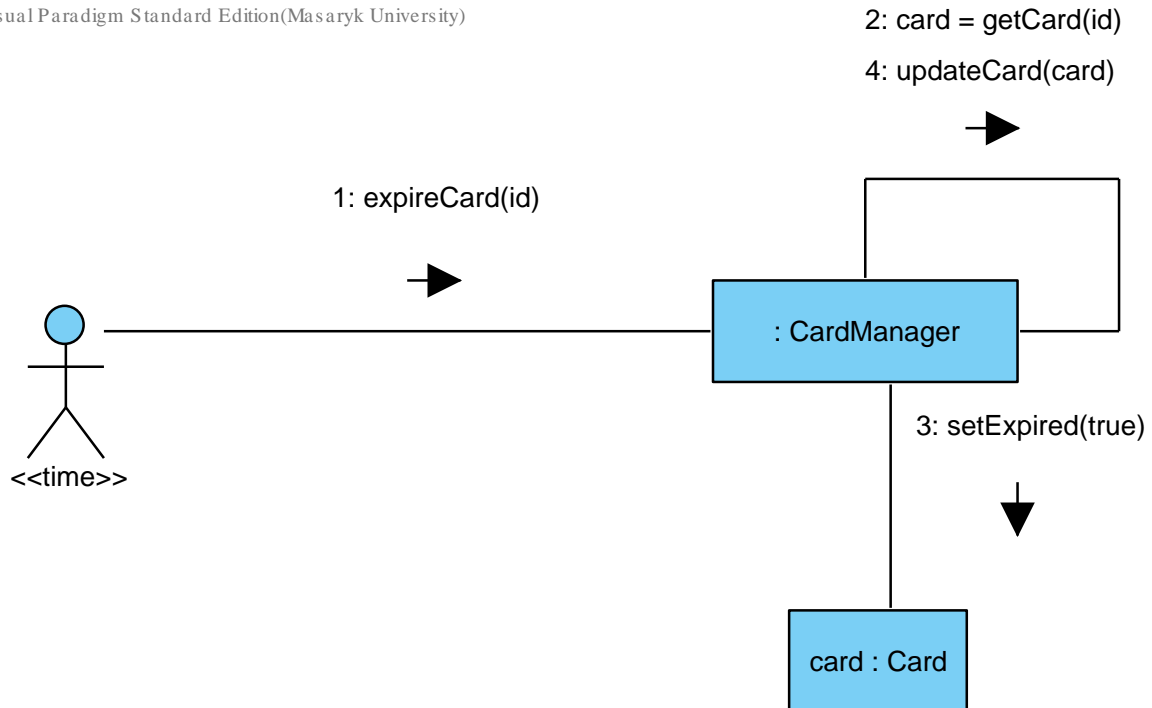 sual Paradigm Standard Edition(Masaryk University)
2: card = getCard(id)
4: updateCard(card)
1: expireCard(id)
: CardManager
3: setExpired(true)
<<time>>
card : Card